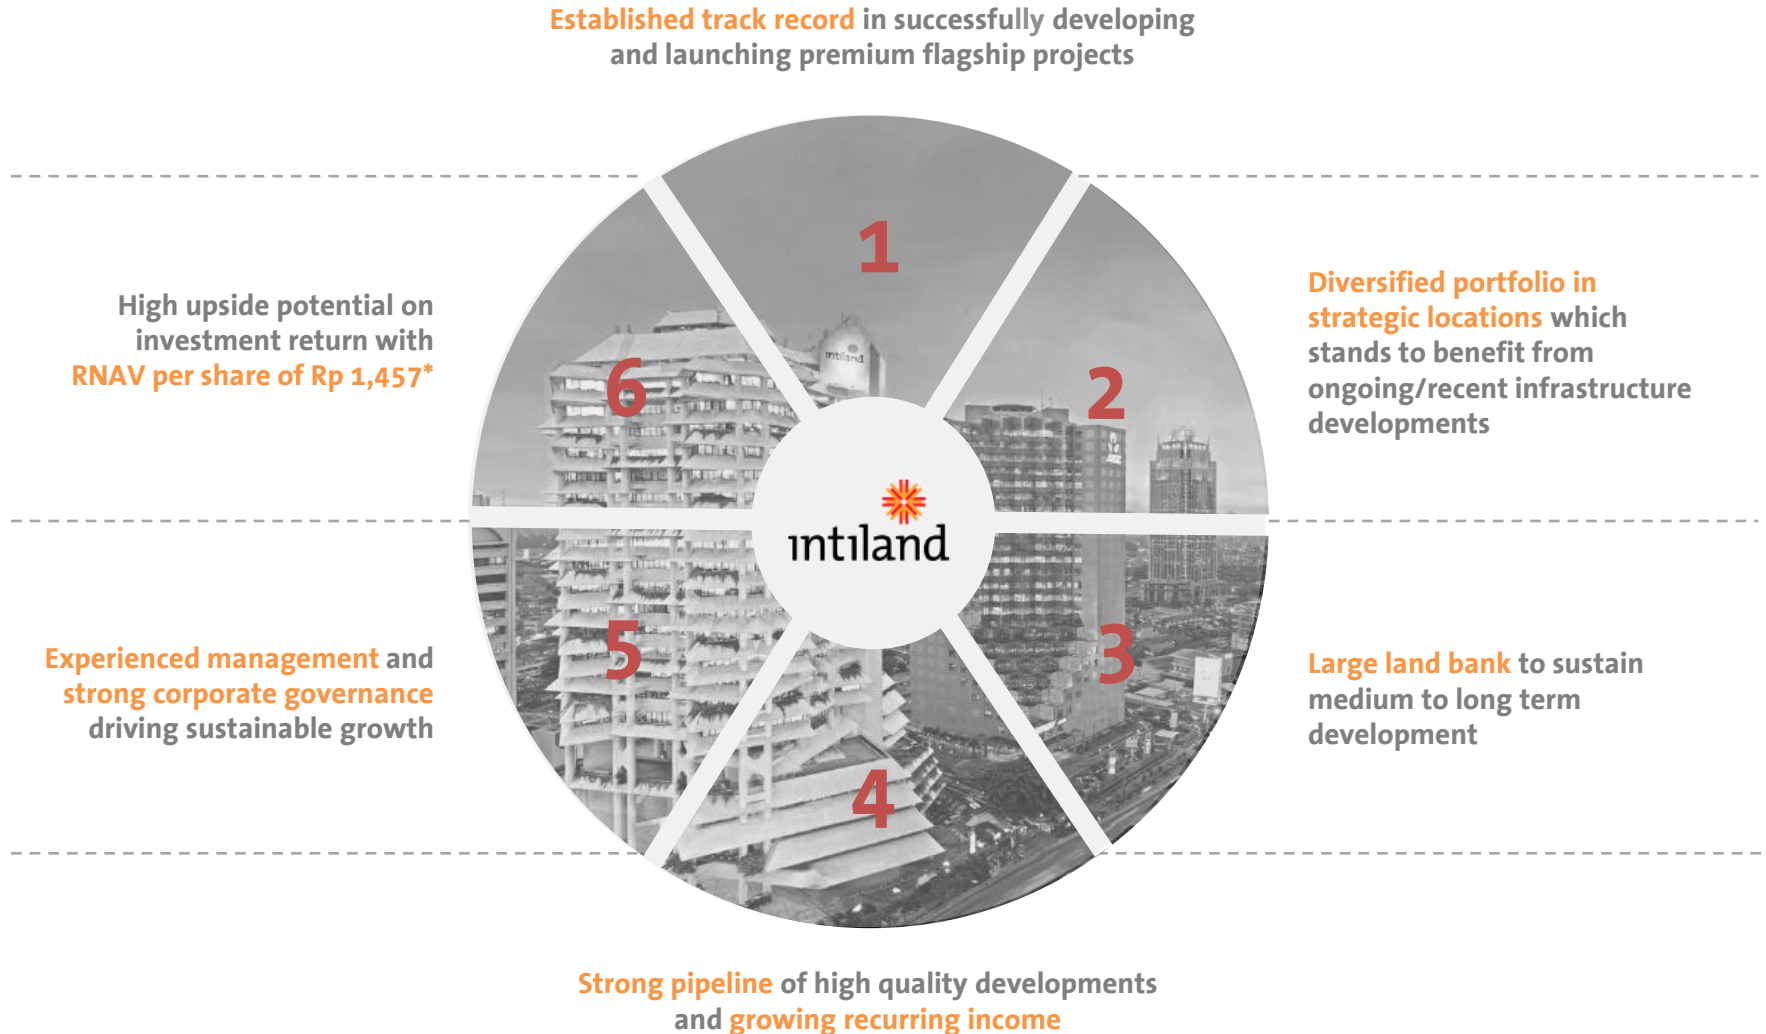 Established track record in successfully developing
and launching premium flagship projects
1
Diversified portfolio in
strategic locations which
stands to benefit from
ongoing/recent infrastructure
developments
2
Large land bank to sustain
medium to long term
development
3
Strong pipeline of high quality developments
and growing recurring income
4
Experienced management and
strong corporate governance
driving sustainable growth
5
High upside potential on
investment return with
RNAV per share of Rp 1,457*
6
intiland
intiland